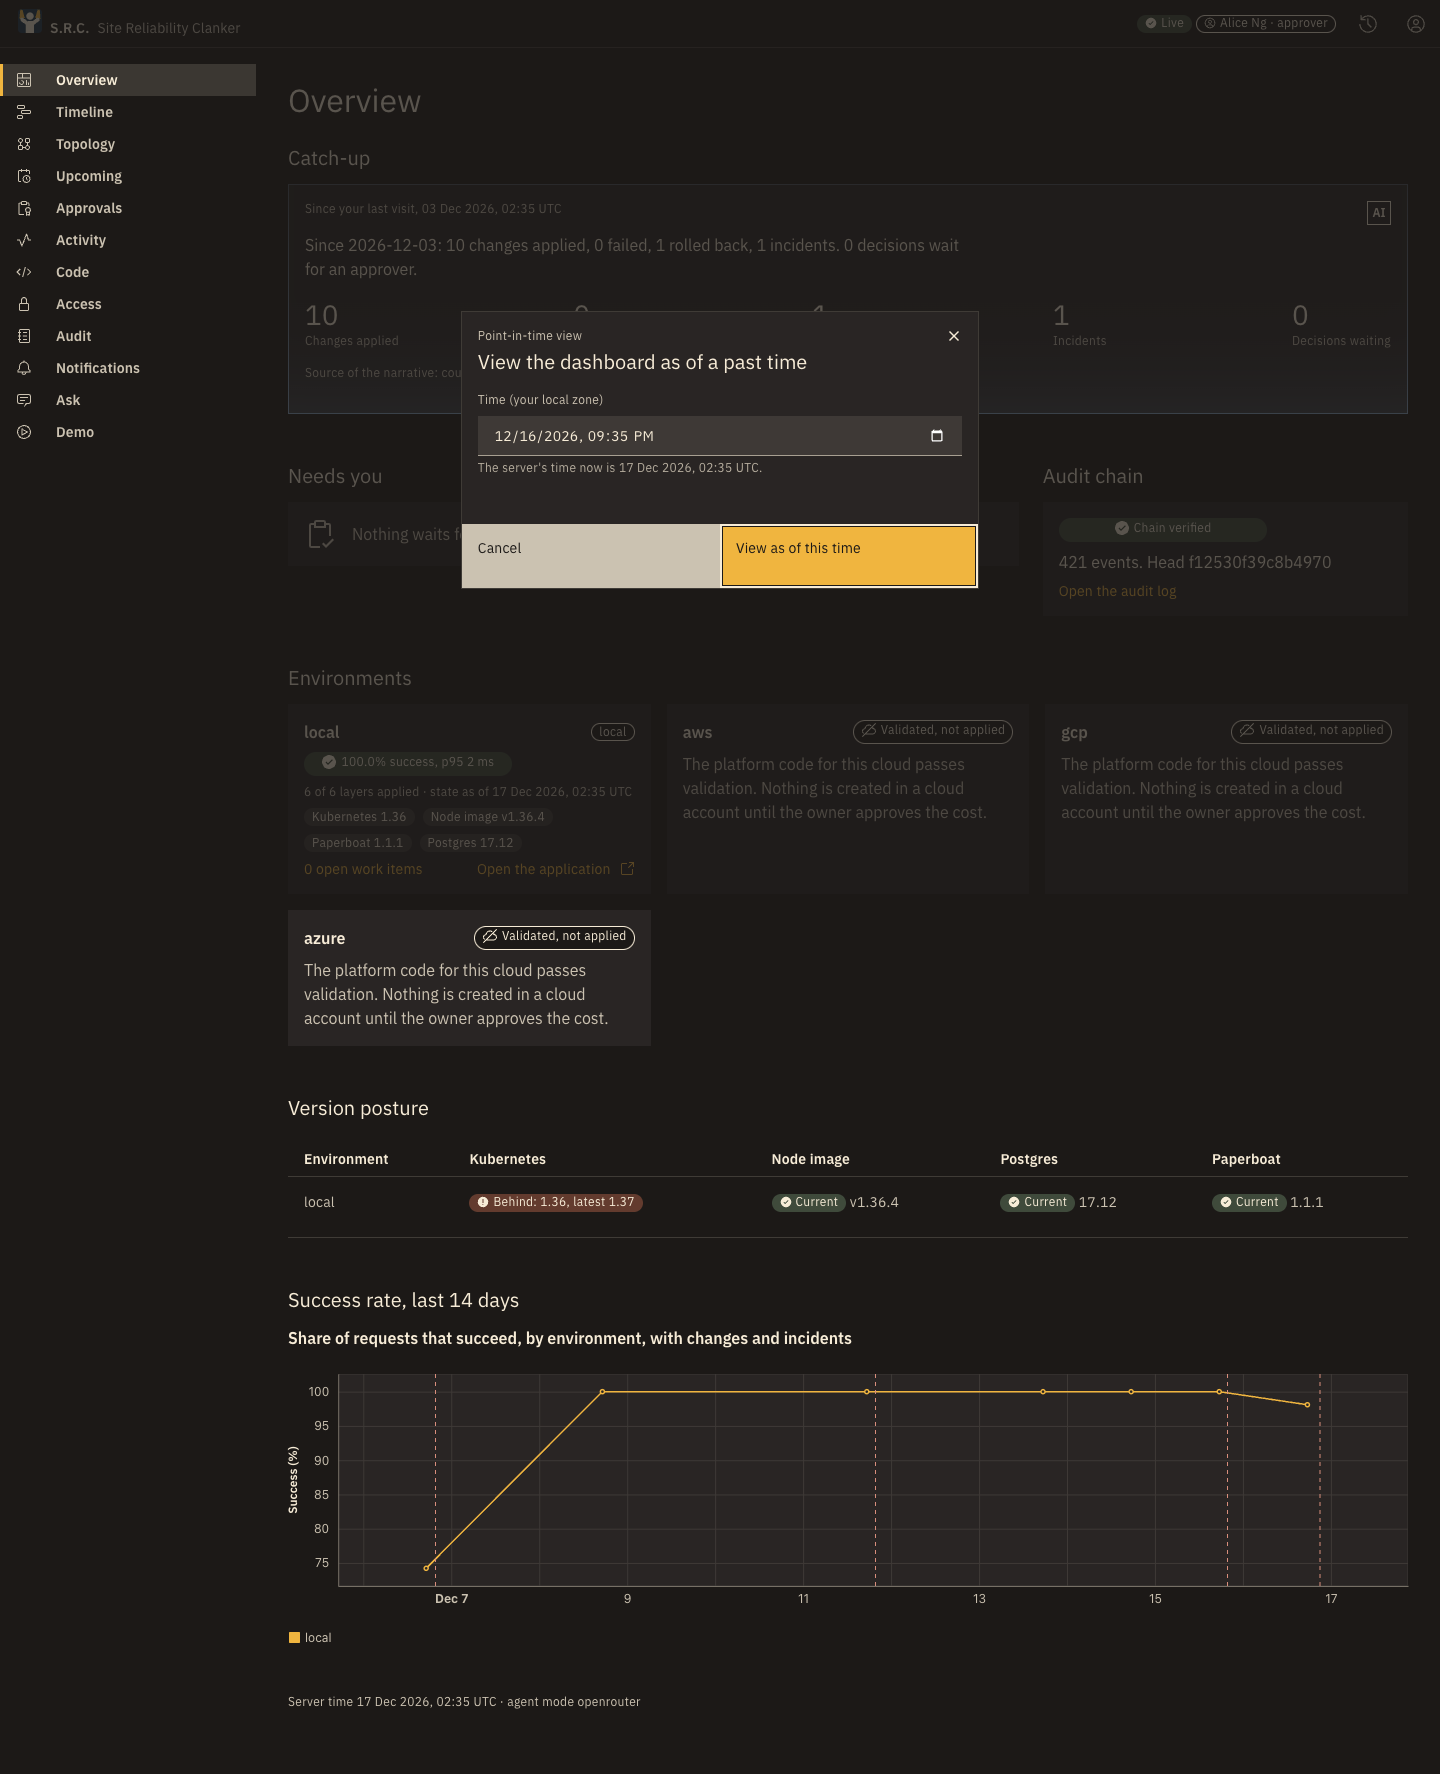 S.R.C. Site Reliability Clanker
Live
Alice Ng · approver
Overview
Timeline
Topology
Upcoming
Approvals
Activity
Code
Access
Audit
Notifications
Ask
Demo
Overview
Catch-up
Since your last visit, 03 Dec 2026, 02:35 UTC
AI
Since 2026-12-03: 10 changes applied, 0 failed, 1 rolled back, 1 incidents. 0 decisions wait
for an approver.
10
Changes applied
1
Incidents
0
Decisions waiting
Source of the narrative:
Point-in-time view
View the dashboard as of a past time
Time (your local zone)
12/16/2026, 09:35 PM
The server's time now is 17 Dec 2026, 02:35 UTC.
Cancel
View as of this time
Needs you
Nothing waits
Audit chain
Chain verified
421 events. Head f12530f39c8b4970
Open the audit log
Environments
local
local
100.0% success, p95 2 ms
6 of 6 layers applied · state as of 17 Dec 2026, 02:35 UTC
Kubernetes 1.36
Node image v1.36.4
Paperboat 1.1.1
Postgres 17.12
0 open work items
Open the application
aws
Validated, not applied
The platform code for this cloud passes
validation. Nothing is created in a cloud
account until the owner approves the cost.
gcp
Validated, not applied
The platform code for this cloud passes
validation. Nothing is created in a cloud
account until the owner approves the cost.
azure
Validated, not applied
The platform code for this cloud passes
validation. Nothing is created in a cloud
account until the owner approves the cost.
Version posture
Environment Kubernetes Node image Postgres Paperboat
local Behind: 1.36, latest 1.37 Current v1.36.4 Current 17.12 Current 1.1.1
Success rate, last 14 days
Share of requests that succeed, by environment, with changes and incidents
Success (%)
100
95
90
85
80
75
Dec 7 9 11 13 15 17
local
Server time 17 Dec 2026, 02:35 UTC · agent mode openrouter